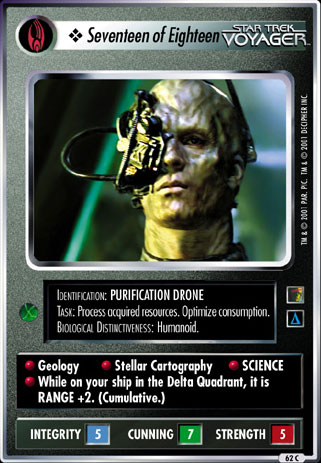 ❖ Seventeen of Eighteen
STAR TREK
VOYAGER™
TM & © 2001 PAR. PIC. TM & © 2001 DECIPHER INC.
IDENTIFICATION: PURIFICATION DRONE
TASK: Process acquired resources. Optimize consumption.
BIOLOGICAL DISTINCTIVENESS: Humanoid.
• Geology • Stellar Cartography • SCIENCE
• While on your ship in the Delta Quadrant, it is
RANGE +2. (Cumulative.)
INTEGRITY 5 CUNNING 7 STRENGTH 5
62 C